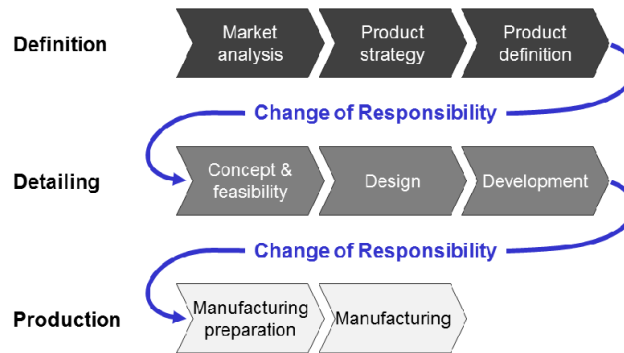 Definition
Market
analysis
Product
strategy
Product
definition
Change of Responsibility
Detailing
Concept &
feasibility
Design
Development
Change of Responsibility
Production
Manufacturing
preparation
Manufacturing